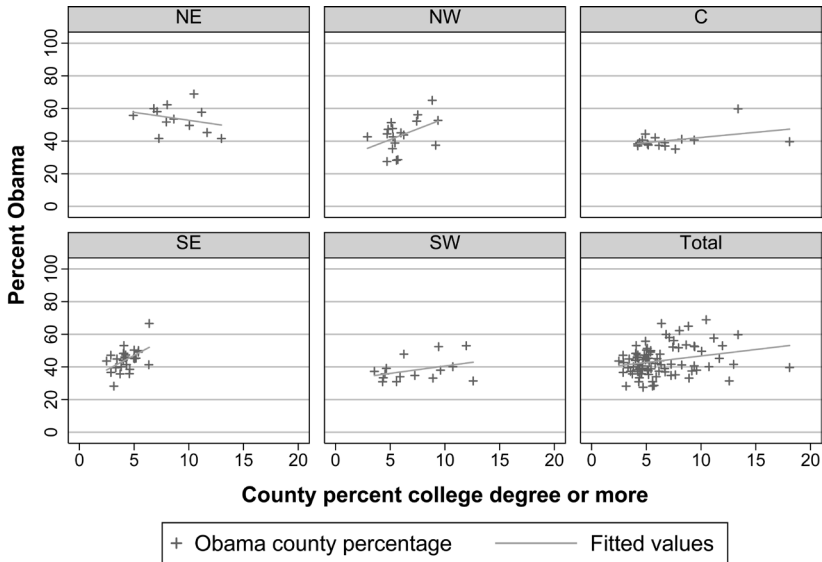 NE
NW
C
100
80
60
40
20
0
SE
SW
Total
100
80
60
40
20
0
0 5 10 15 20
0 5 10 15 20
0 5 10 15 20
Percent Obama
County percent college degree or more
Obama county percentage
Fitted values